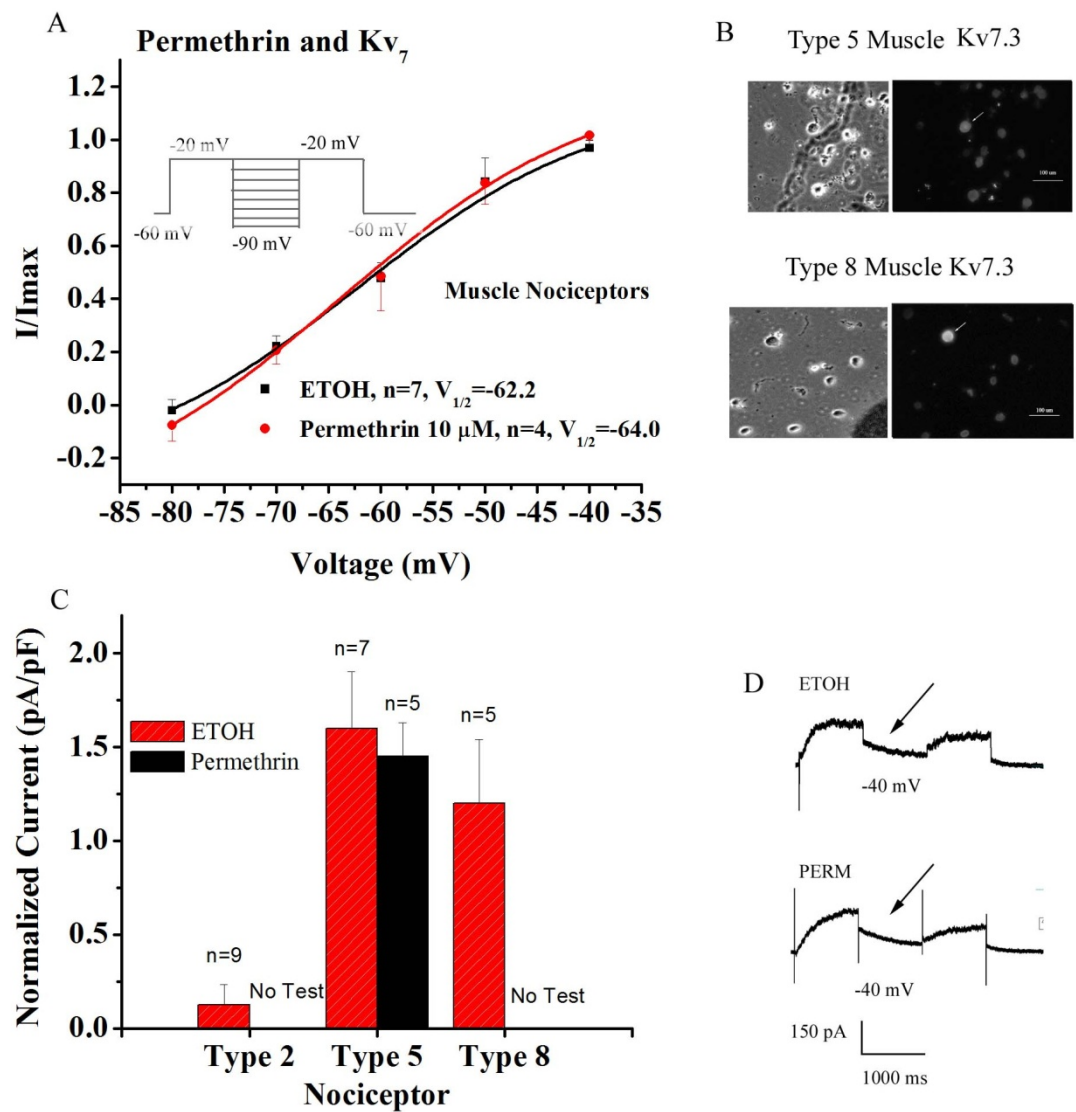 A
Permethrin and Kv7
1.2
1.0
0.8
0.6
0.4
0.2
0.0
-0.2
I/Imax
-20 mV
-20 mV
-60 mV
-90 mV
-60 mV
Muscle Nociceptors
ETOH, n=7, V1/2=-62.2
Permethrin 10 µM, n=4, V1/2=-64.0
-85 -80 -75 -70 -65 -60 -55 -50 -45 -40 -35
Voltage (mV)
B
Type 5 Muscle Kv7.3
100 um
Type 8 Muscle Kv7.3
100 um
C
2.0
1.5
1.0
0.5
0.0
Normalized Current (pA/pF)
ETOH
Permethrin
n=9
No Test
n=7
n=5
n=5
No Test
Type 2 Type 5 Type 8
Nociceptor
D
ETOH
-40 mV
PERM
-40 mV
150 pA
1000 ms